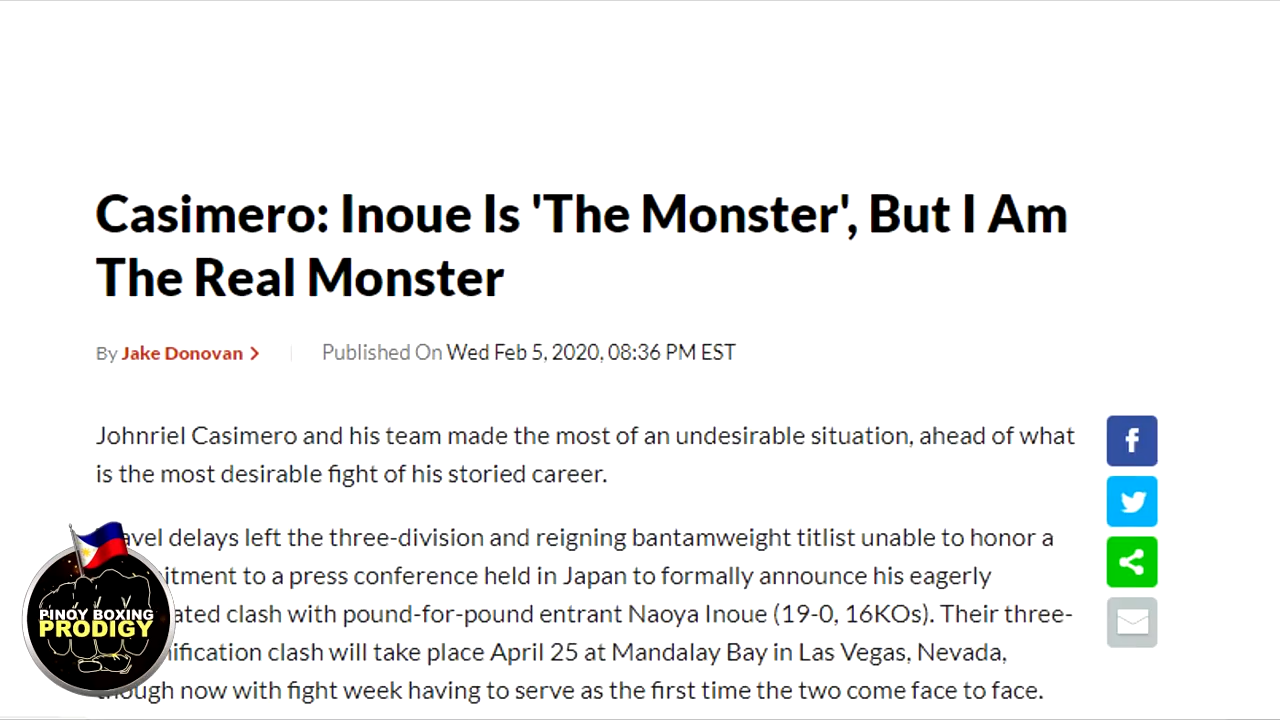 Casimero: Inoue Is 'The Monster', But I Am
The Real Monster
By Jake Donovan
Published On Wed Feb 5, 2020, 08:36 PM EST
Johnriel Casimero and his team made the most of an undesirable situation, ahead of what
is the most desirable fight of his storied career.
delays left the three-division and reigning bantamweight titlist unable to honor a
to a press conference held in Japan to formally announce his eagerly
clash with pound-for-pound entrant Naoya Inoue (19-0, 16KOs). Their three-
clash will take place April 25 at Mandalay Bay in Las Vegas, Nevada,
though now with fight week having to serve as the first time the two come face to face.
PINOY BOXING
PRODIGY